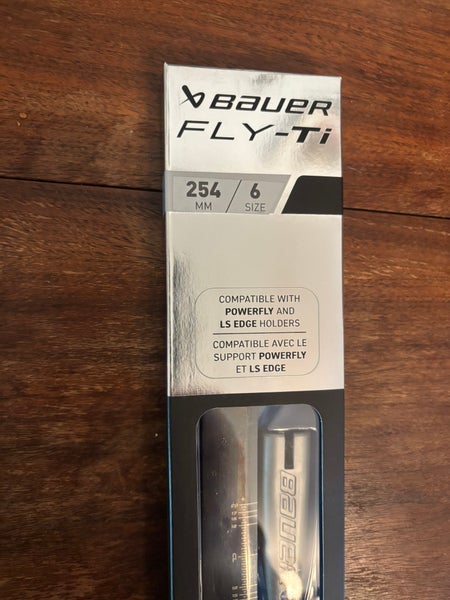 BAUER
FLY-Ti
254 MM / 6 SIZE
COMPATIBLE WITH
POWERFLY AND
LS EDGE HOLDERS
COMPATIBLE AVEC LE
SUPPORT POWERFLY
ET LS EDGE
BAUER
P